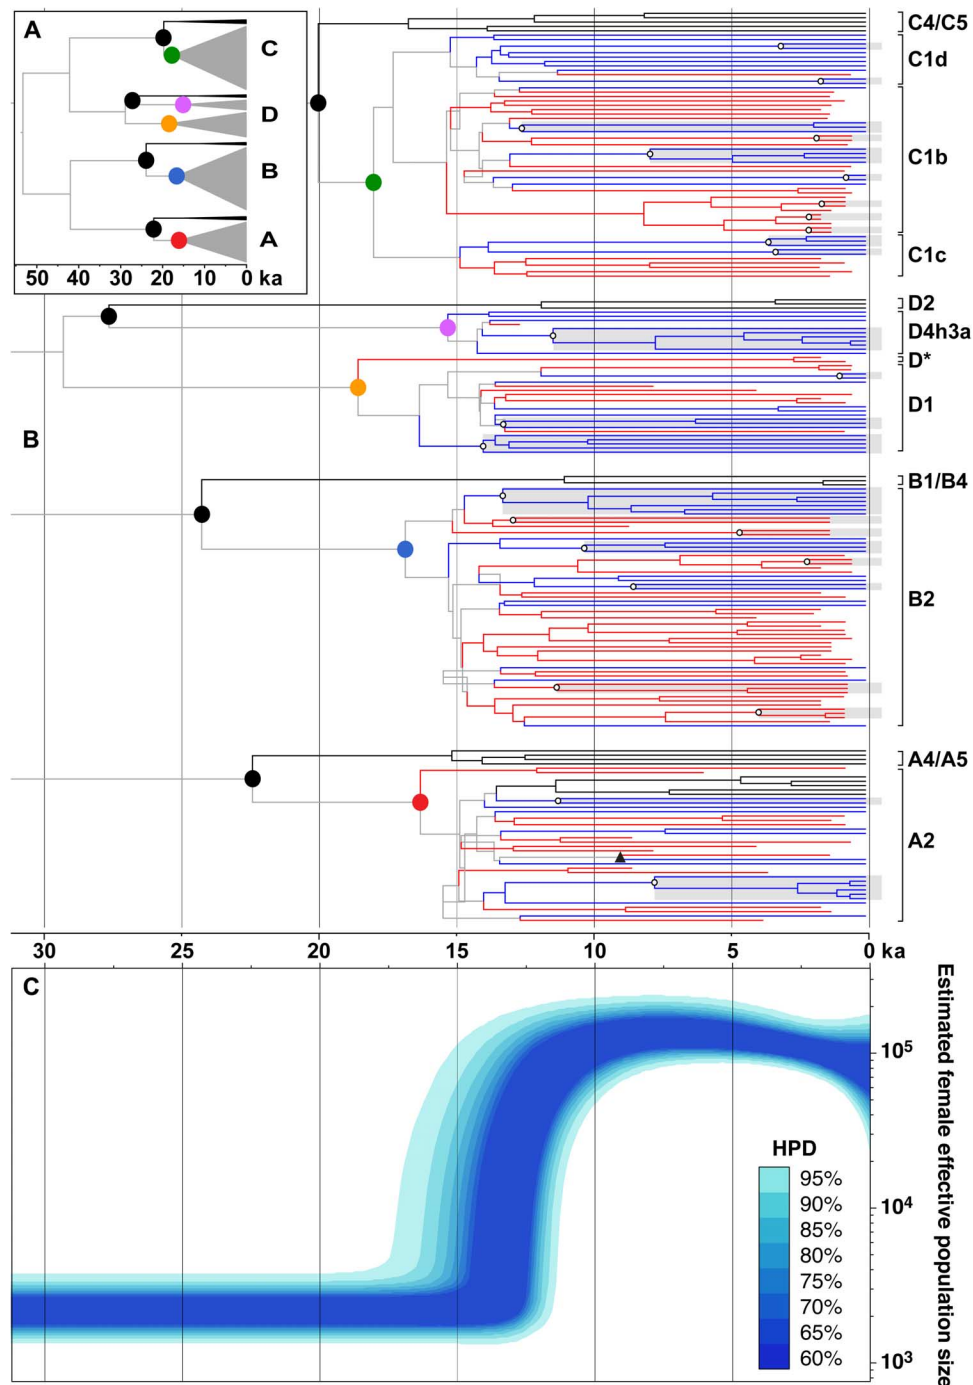 A
C
D
B
A
50 40 30 20 10 0 ka
C4/C5
C1d
C1b
C1c
D2
D4h3a
D*
D1
B
B1/B4
B2
A4/A5
A2
30 25 20 15 10 5 0 ka
C
Estimated female effective population size
10⁵
10⁴
10³
HPD
95%
90%
85%
80%
75%
70%
65%
60%